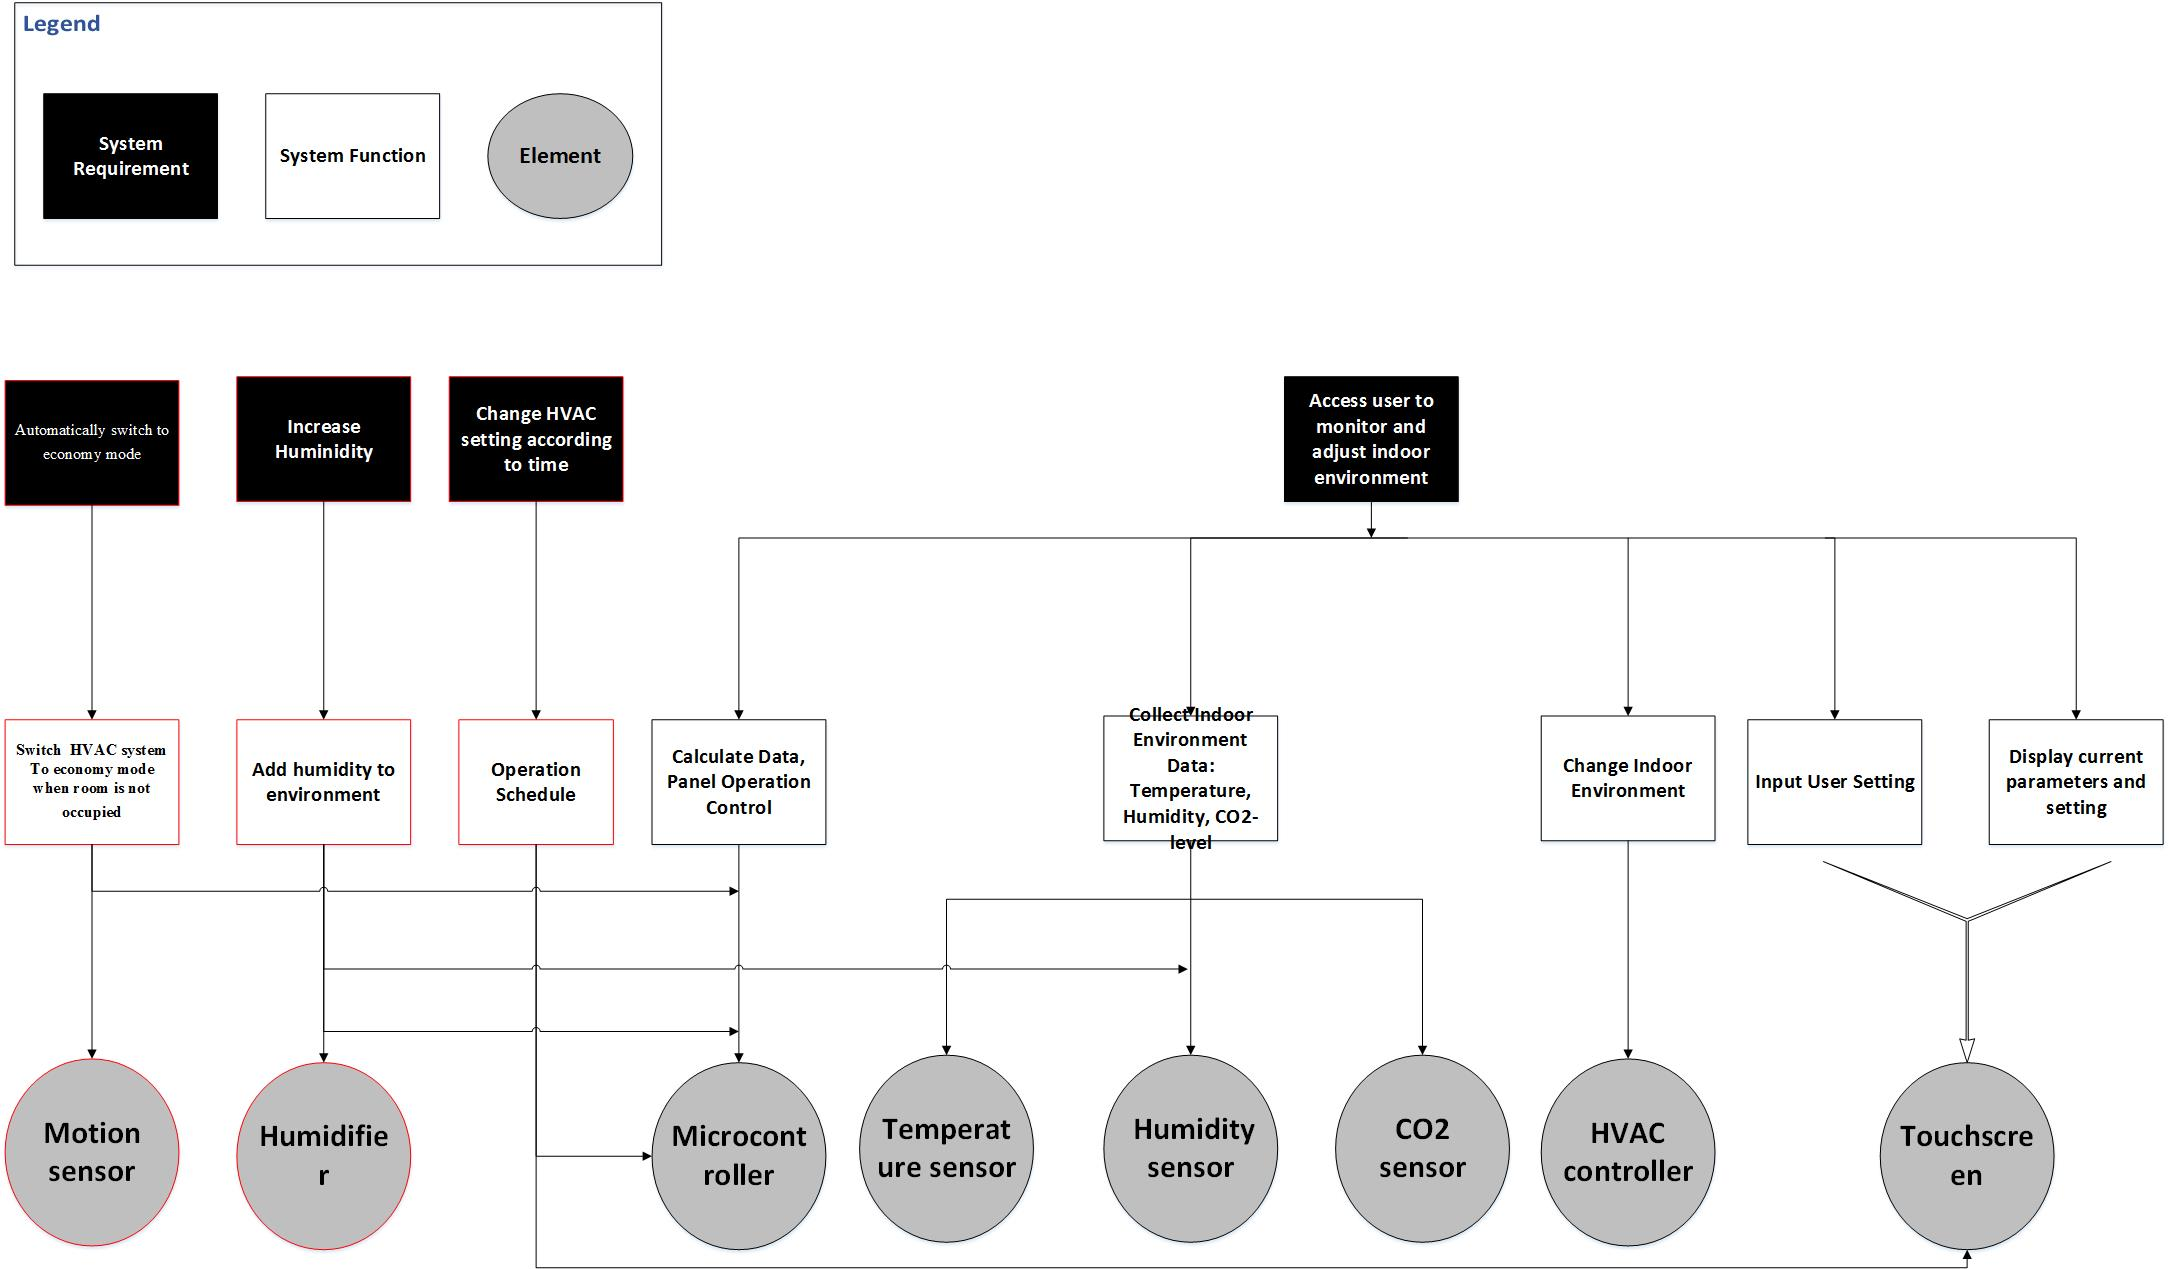 Legend
System
Requirement
System Function
Element
Automatically switch to
economy mode
Increase
Huminidity
Change HVAC
setting according
to time
Access user to
monitor and
adjust indoor
environment
Switch HVAC system
To economy mode
when room is not
occupied
Add humidity to
environment
Operation
Schedule
Calculate Data,
Panel Operation
Control
Collect Indoor
Environment
Data:
Temperature,
Humidity, CO2-
level
Change Indoor
Environment
Input User Setting
Display current
parameters and
setting
Motion
sensor
Humidifie
r
Microcont
roller
Temperat
ure sensor
Humidity
sensor
CO2
sensor
HVAC
controller
Touchscre
en